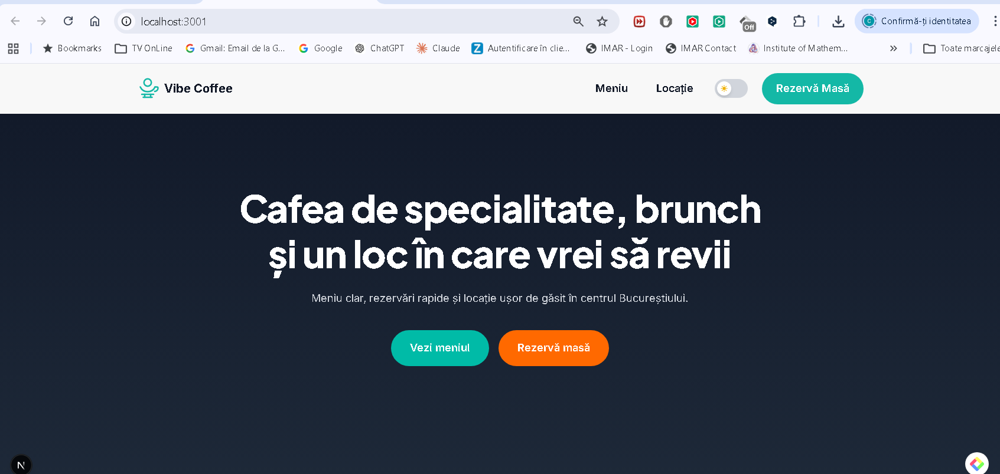 localhost:3001
Off
C
Confirmă-ți identitatea
Bookmarks
TV OnLine
Gmail: Email de la G...
Google
ChatGPT
Claude
Z
Autentificare în clie...
IMAR - Login
IMAR Contact
Institute of Mathem...
»
Toate marcajele
Vibe Coffee
Meniu
Locație
Rezervă Masă
Cafea de specialitate, brunch
și un loc în care vrei să revii
Meniu clar, rezervări rapide și locație ușor de găsit în centrul Bucureștiului.
Vezi meniul
Rezervă masă
N